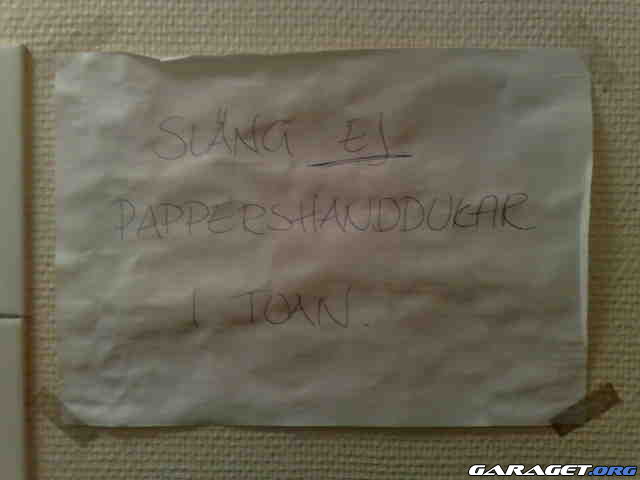 SLÄNG EJ
PAPPERSHANDDUKAR
I TOAN.
GARAGET.ORG